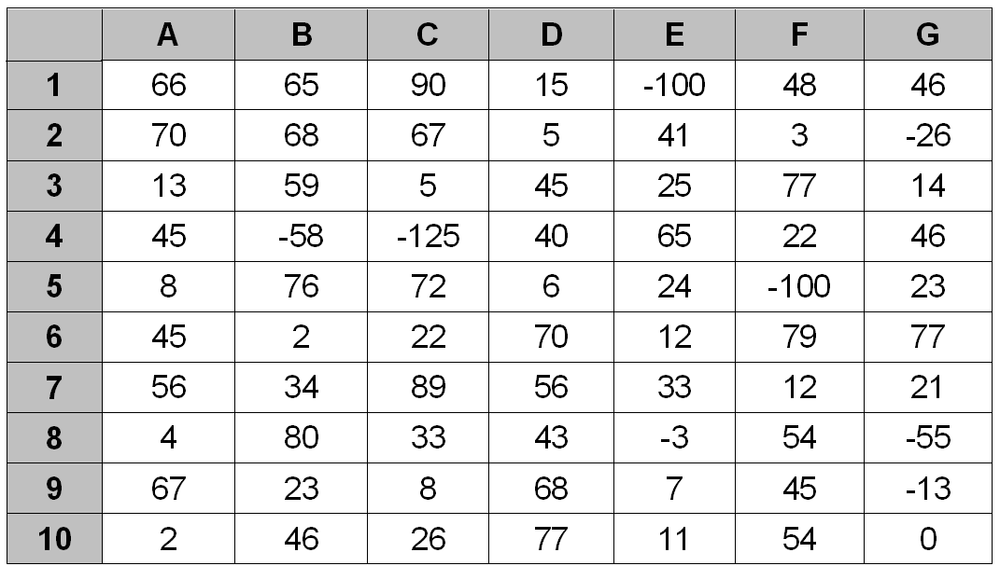 A B C D E F G
1 66 65 90 15 -100 48 46
2 70 68 67 5 41 3 -26
3 13 59 5 45 25 77 14
4 45 -58 -125 40 65 22 46
5 8 76 72 6 24 -100 23
6 45 2 22 70 12 79 77
7 56 34 89 56 33 12 21
8 4 80 33 43 -3 54 -55
9 67 23 8 68 7 45 -13
10 2 46 26 77 11 54 0